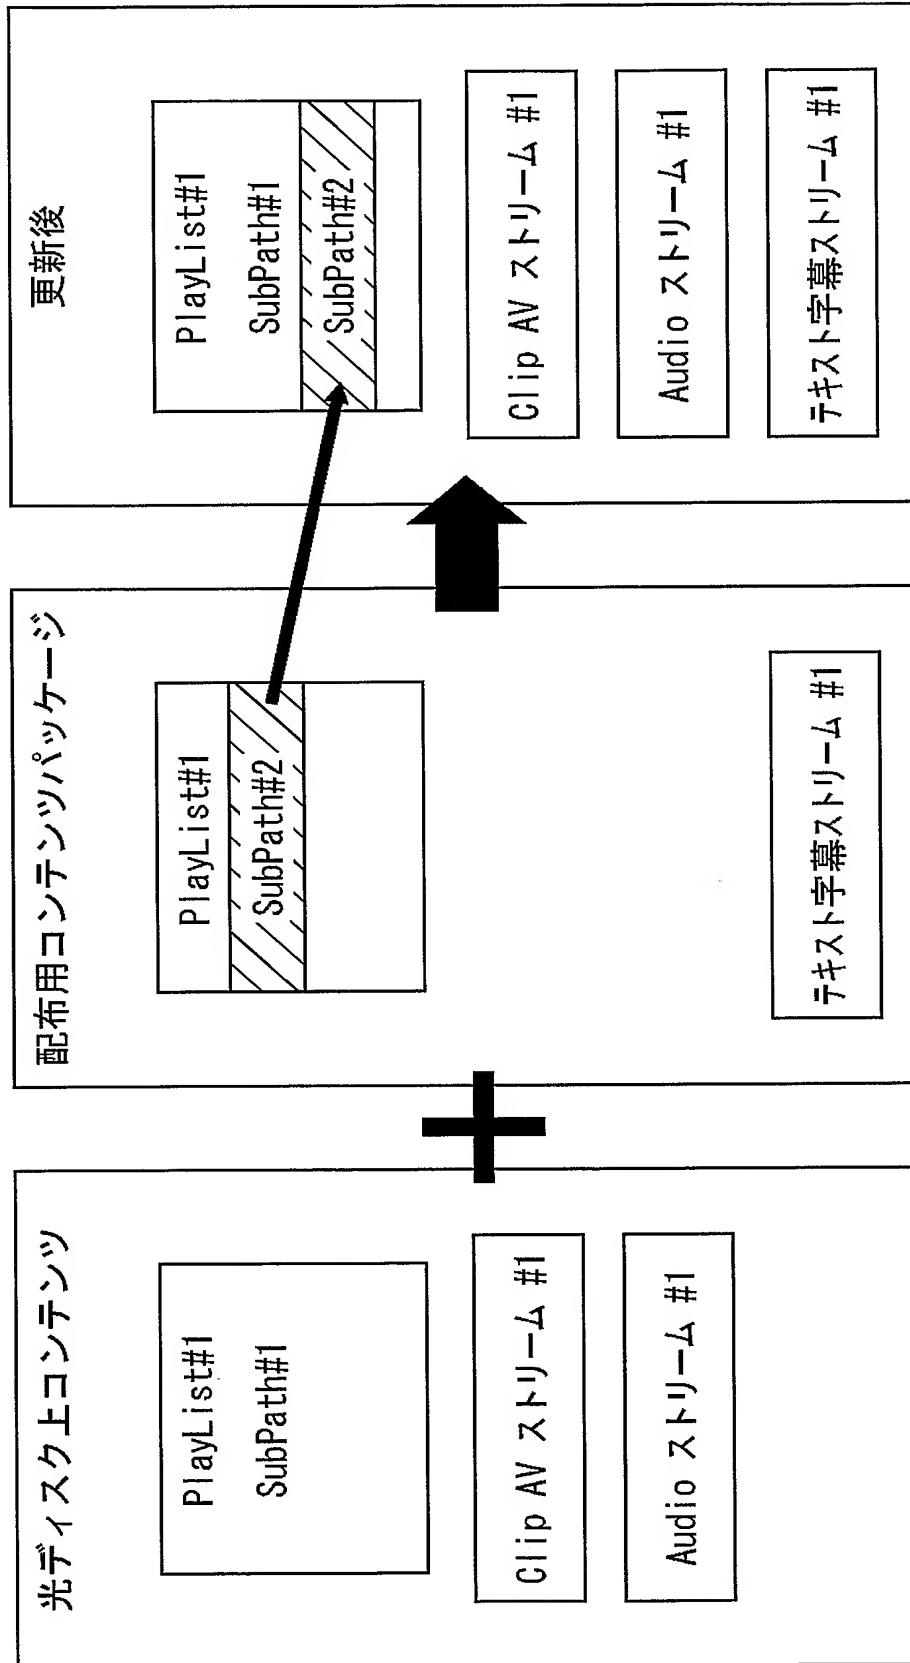 光ディスク上コンテンツ
PlayList#1
SubPath#1
Clip AV ストリーム #1
Audio ストリーム #1
配布用コンテンツパッケージ
PlayList#1
SubPath#2
テキスト字幕ストリーム #1
更新後
PlayList#1
SubPath#1
SubPath#2
Clip AV ストリーム #1
Audio ストリーム #1
テキスト字幕ストリーム #1